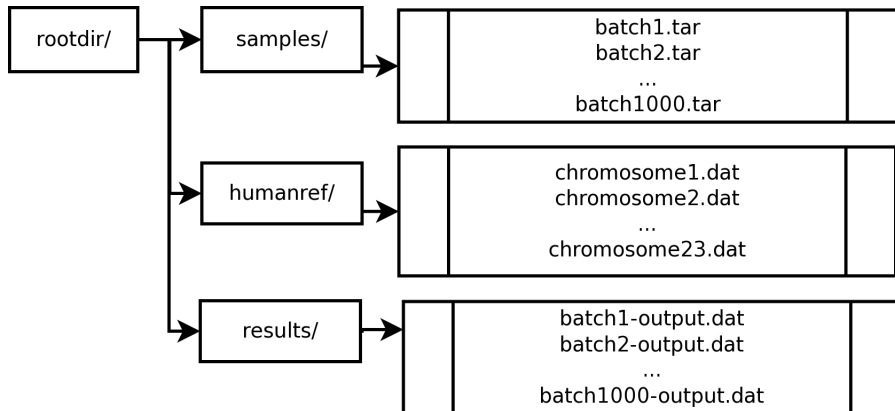 rootdir/
samples/
batch1.tar
batch2.tar
...
batch1000.tar
humanref/
chromosome1.dat
chromosome2.dat
...
chromosome23.dat
results/
batch1-output.dat
batch2-output.dat
...
batch1000-output.dat